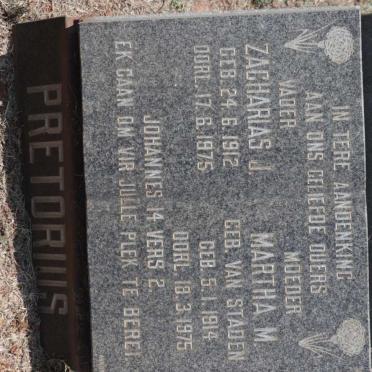 IN TERE AANDENKING
AAN ONS GELIEFDE OUERS
VADER MOEDER
ZACHARAS J. MARTHA M.
GEB. 24.6.1912 GEB. VAN STADEN
OORL. 17.6.1975 GEB. 5.1.1914
OORL. 18.3.1975
JOHANNES 14 VERS 2
EK GAAN OM VIR JULLE PLEK TE BEREI
PRETORIUS